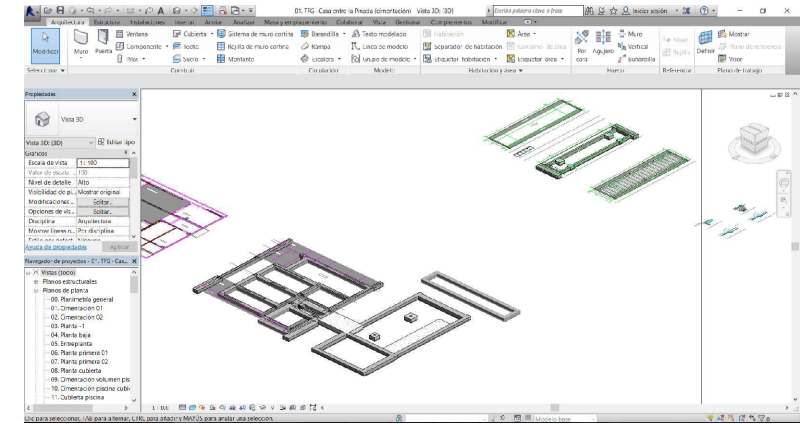 01. TFG - Casa entre la Pinada (cimentacion) Vista 3D: {3D}
Escriba palabra clave o frase
Iniciar sesión
Arquitectura Estructura Instalaciones Insertar Anotar Analizar Masa y emplazamiento Colaborar Vista Gestionar Complementos Modificar
Modificar
Muro
Puerta
Ventana
Componente
Pilar
Cubierta
Techo
Suelo
Sistema de muro cortina
Rejilla de muro cortina
Montante
Barandilla
Rampa
Escalera
Texto modelado
Línea de modelo
Grupo de modelo
Habitación
Separador de habitación
Etiquetar habitación
Área
Contorno de área
Etiquetar área
Por cara
Agujero
Muro
Vertical
Buhardilla
Nivel
Rejilla
Definir
Mostrar
Plano de referencia
Visor
Seleccionar
Construir
Circulación
Modelo
Habitación y área
Hueco
Referencia
Plano de trabajo
Propiedades
Vista 3D
Vista 3D: {3D}
Editar tipo
Gráficos
Escala de vista 1 : 100
Valor de escala ... 100
Nivel de detalle Alto
Visibilidad de pi... Mostrar original
Modificaciones ... Editar...
Opciones de vis... Editar...
Disciplina Arquitectura
Mostrar líneas o... Por disciplina
Ayuda de propiedades
Aplicar
Navegador de proyectos - 01. TFG - Cas...
Vistas (todo)
Planos estructurales
Planos de planta
00. Planimetría general
01. Cimentación 01
02. Cimentación 02
03. Planta -1
04. Planta baja
05. Entreplanta
06. Planta primera 01
07. Planta primera 02
08. Planta cubierta
09. Cimentación volumen pis
10. Cimentación piscina cubi
11. Cubierta piscina
1 : 100
Modelo base
Clic para seleccionar, TAB para alternar, CTRL para añadir y MAYÚS para anular una selección.